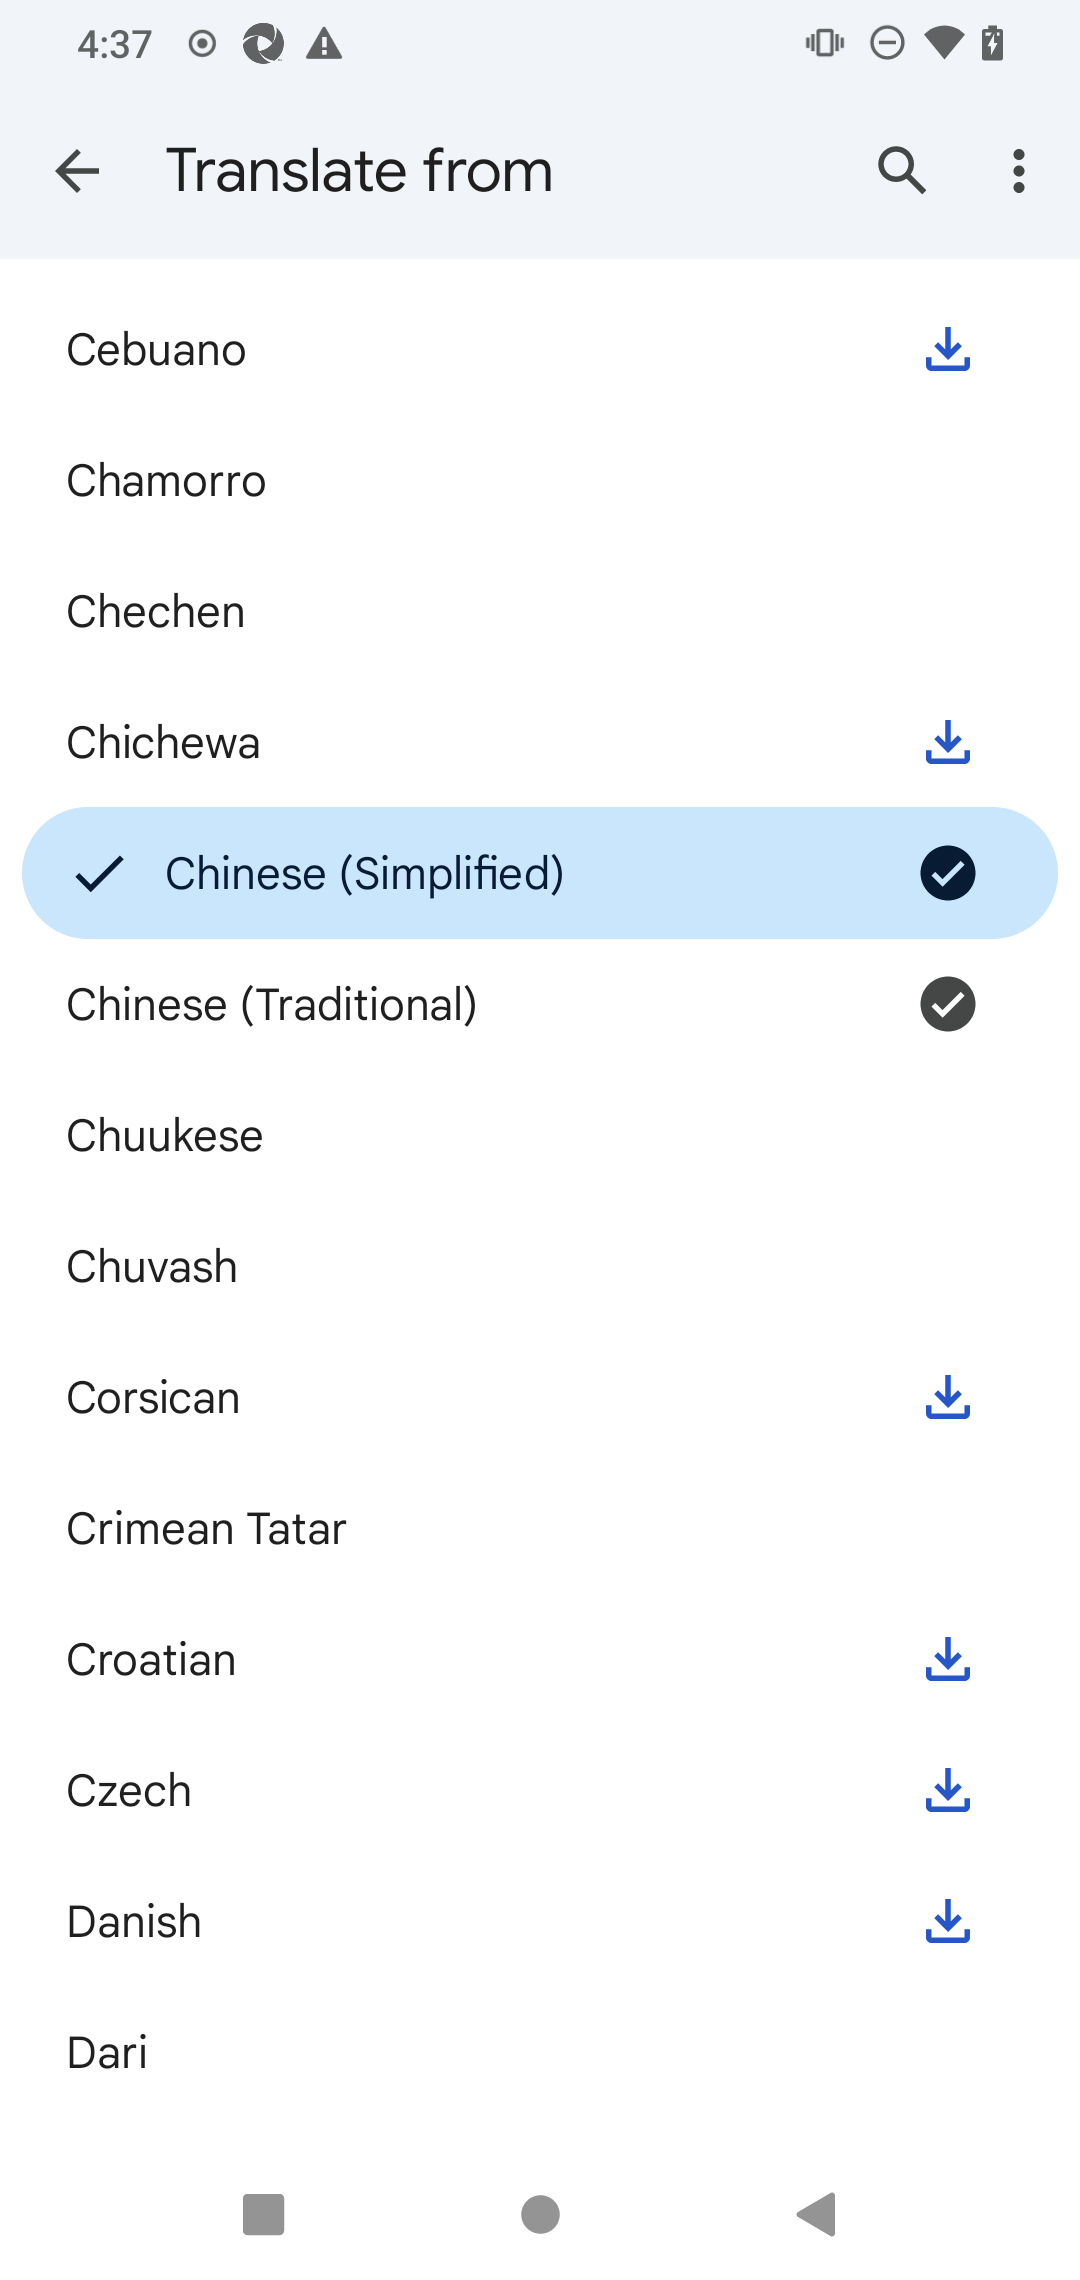 4:37
Translate from
Cebuano
Chamorro
Chechen
Chichewa
Chinese (Simplified)
Chinese (Traditional)
Chuukese
Chuvash
Corsican
Crimean Tatar
Croatian
Czech
Danish
Dari